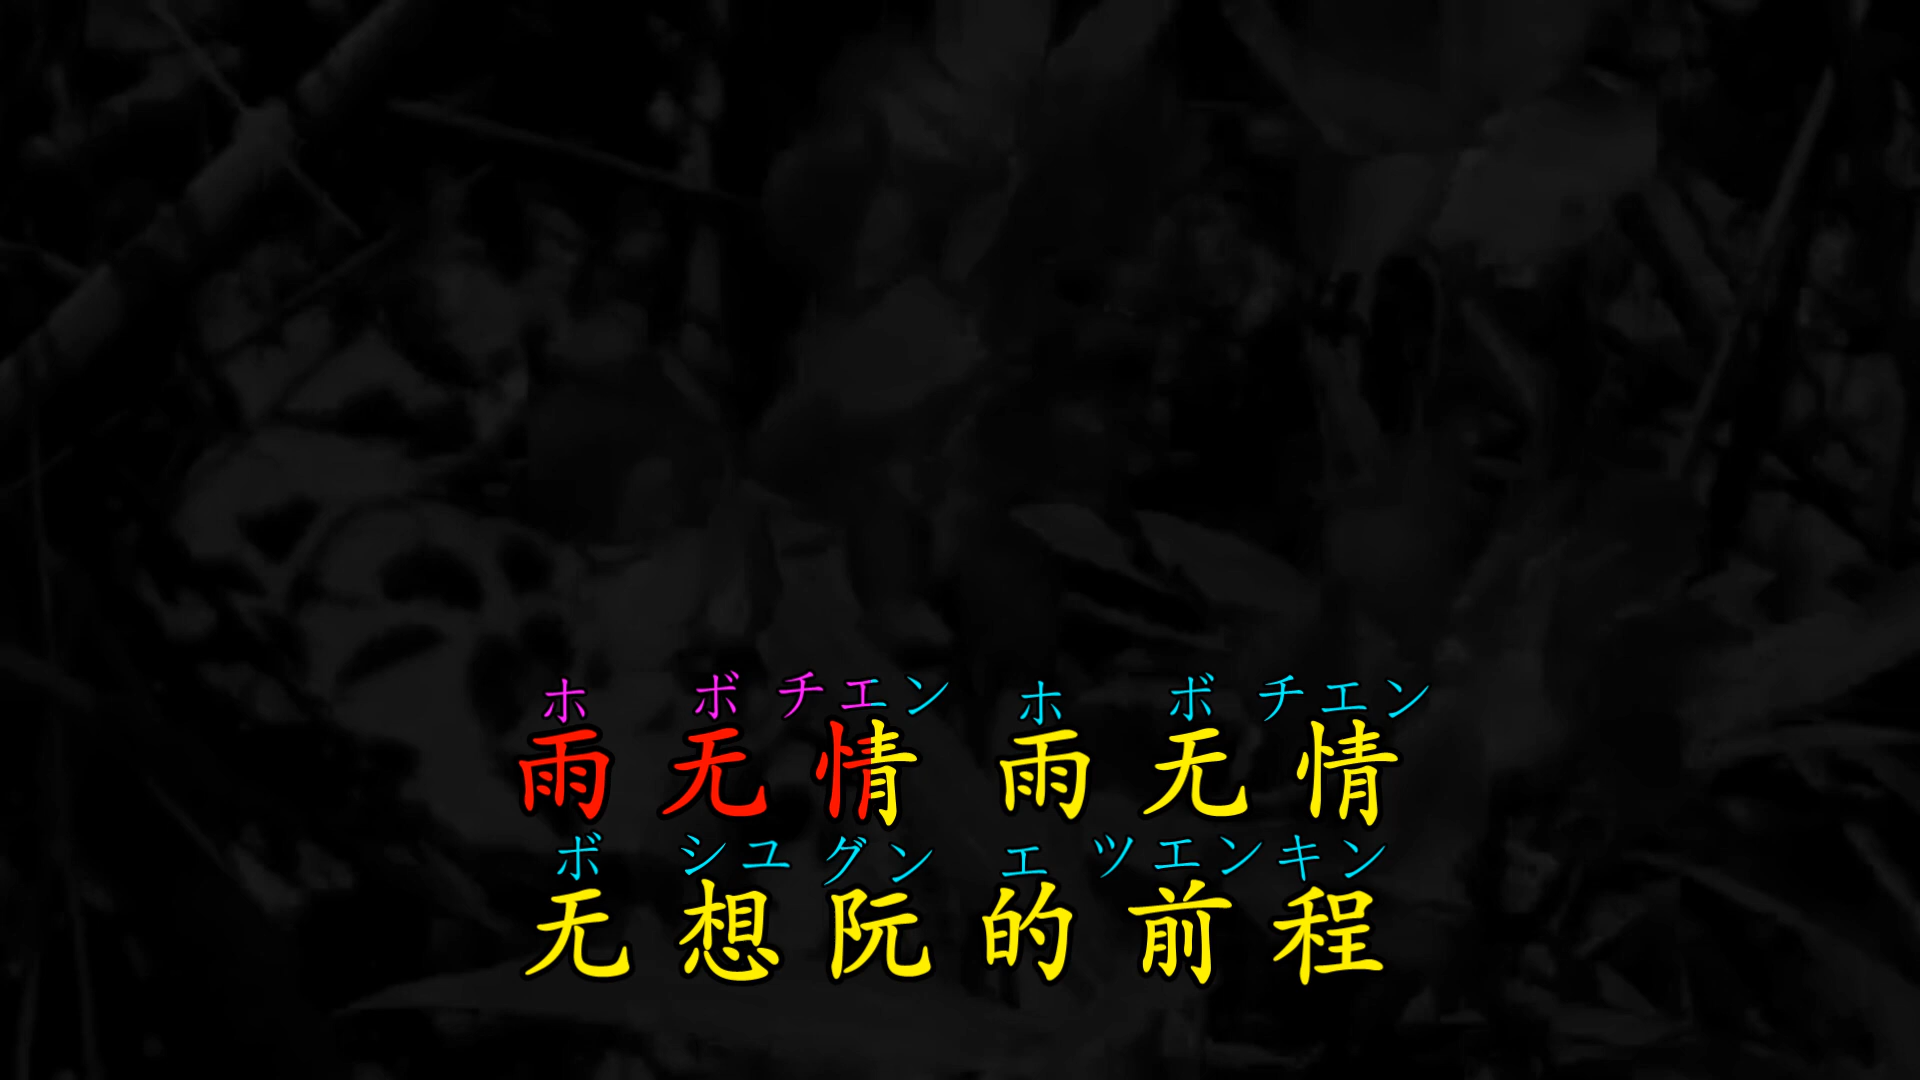 ホ ボ チエン ホ ボ チエン
雨 无 情 雨 无 情
ボ シユ グン エ ツエン キン
无 想 阮 的 前 程